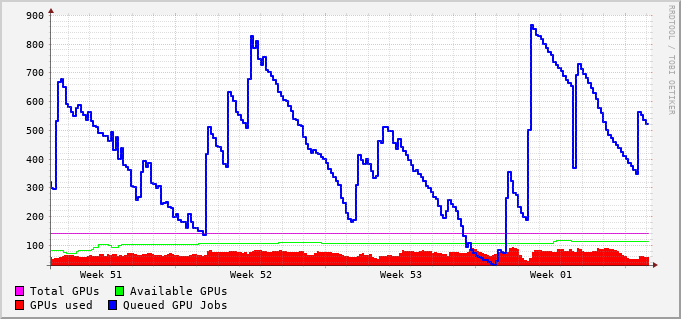 900
800
700
600
500
400
300
200
100
Week 51 Week 52 Week 53 Week 01
Total GPUs Available GPUs
GPUs used Queued GPU Jobs
RRDTOOL / TOBI OETIKER